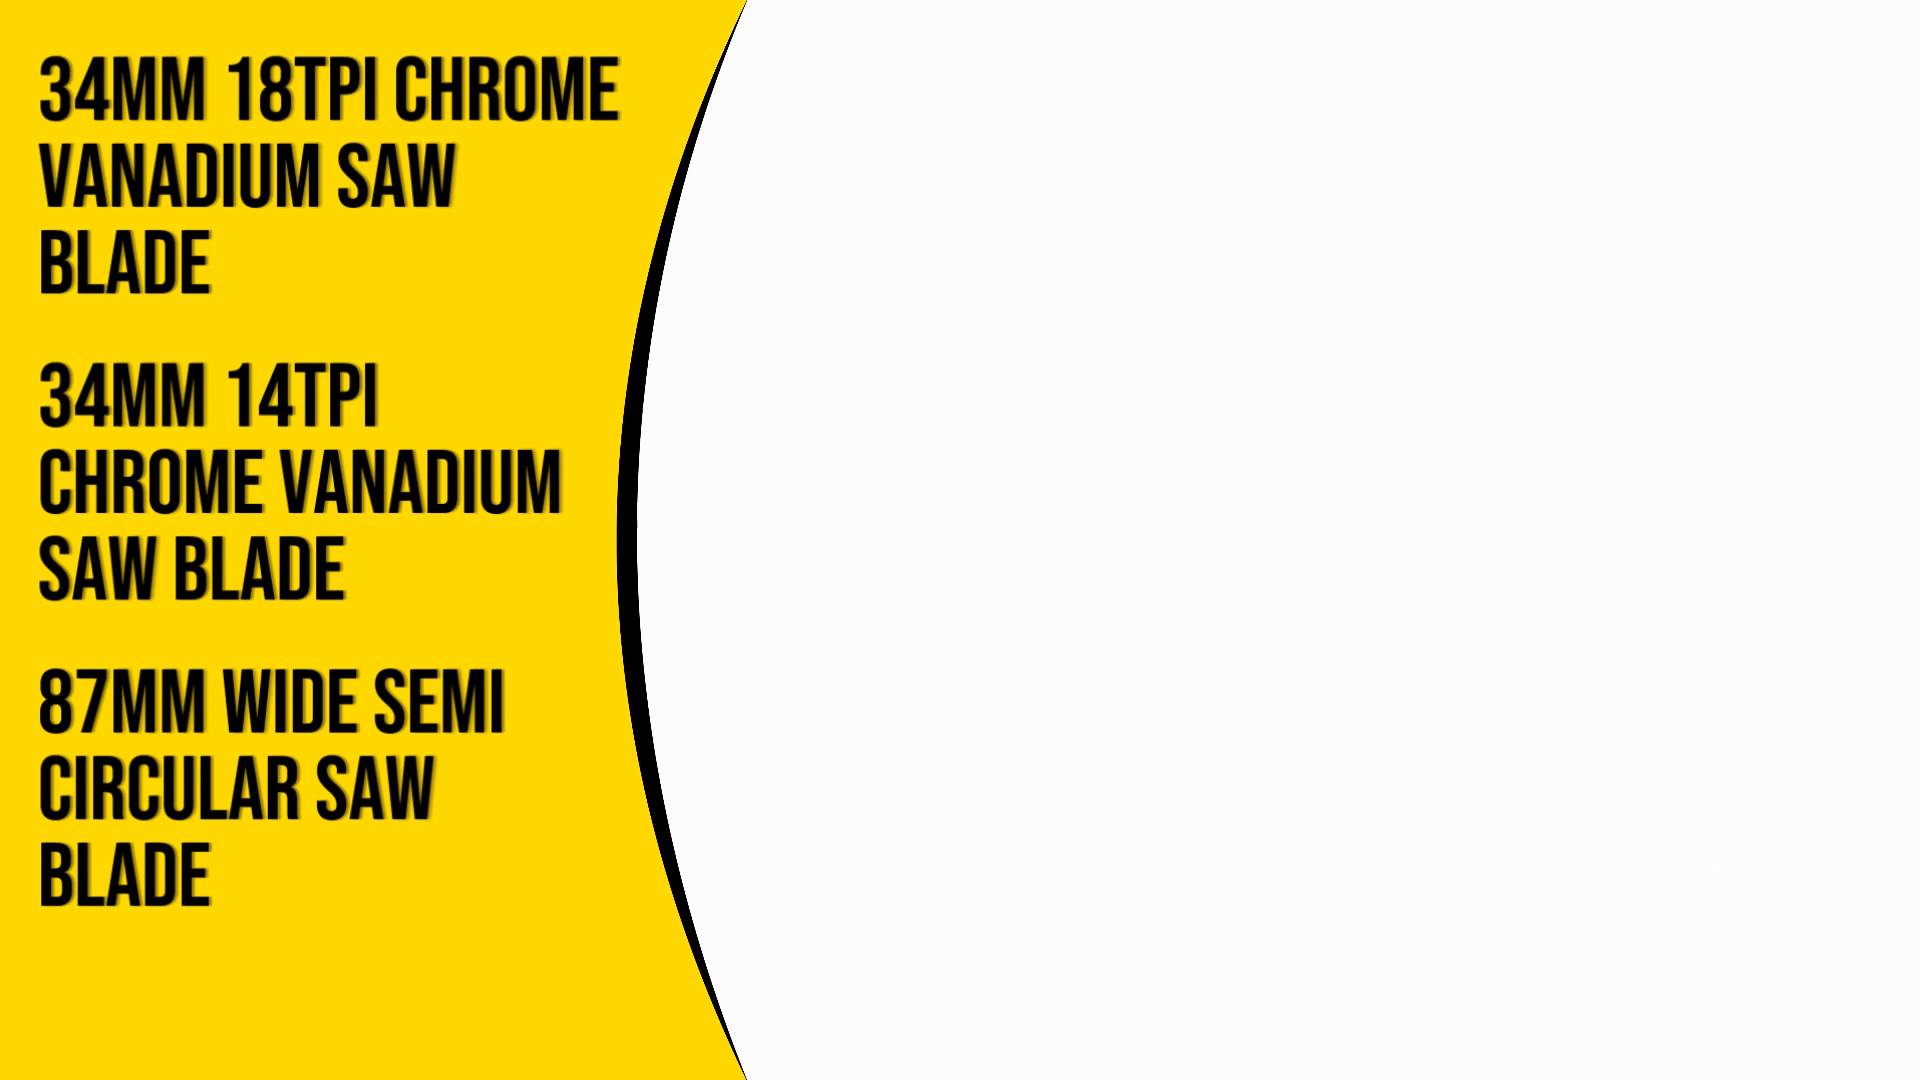 34MM 18TPI CHROME
VANADIUM SAW
BLADE
34MM 14TPI
CHROME VANADIUM
SAW BLADE
87MM WIDE SEMI
CIRCULAR SAW
BLADE